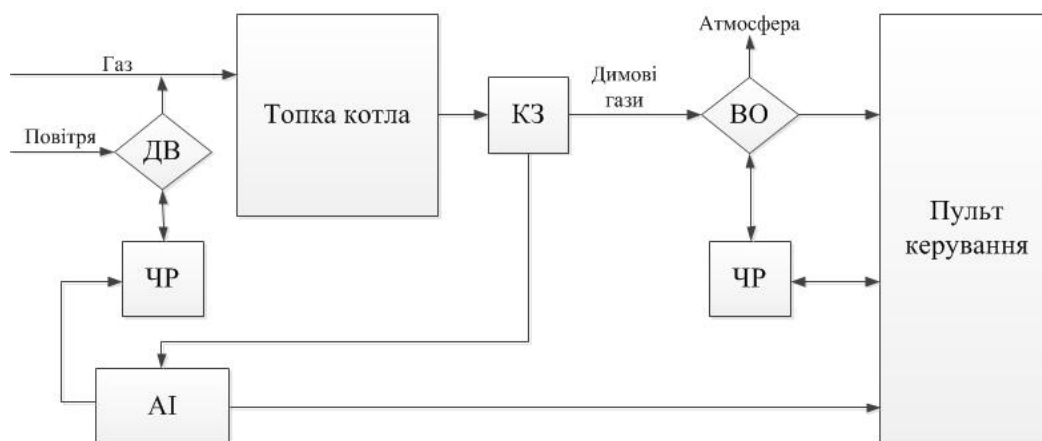 Атмосфера
Газ
Димові
гази
Топка котла
КЗ
ВО
Повітря
ДВ
Пульт
керування
ЧР
ЧР
АІ